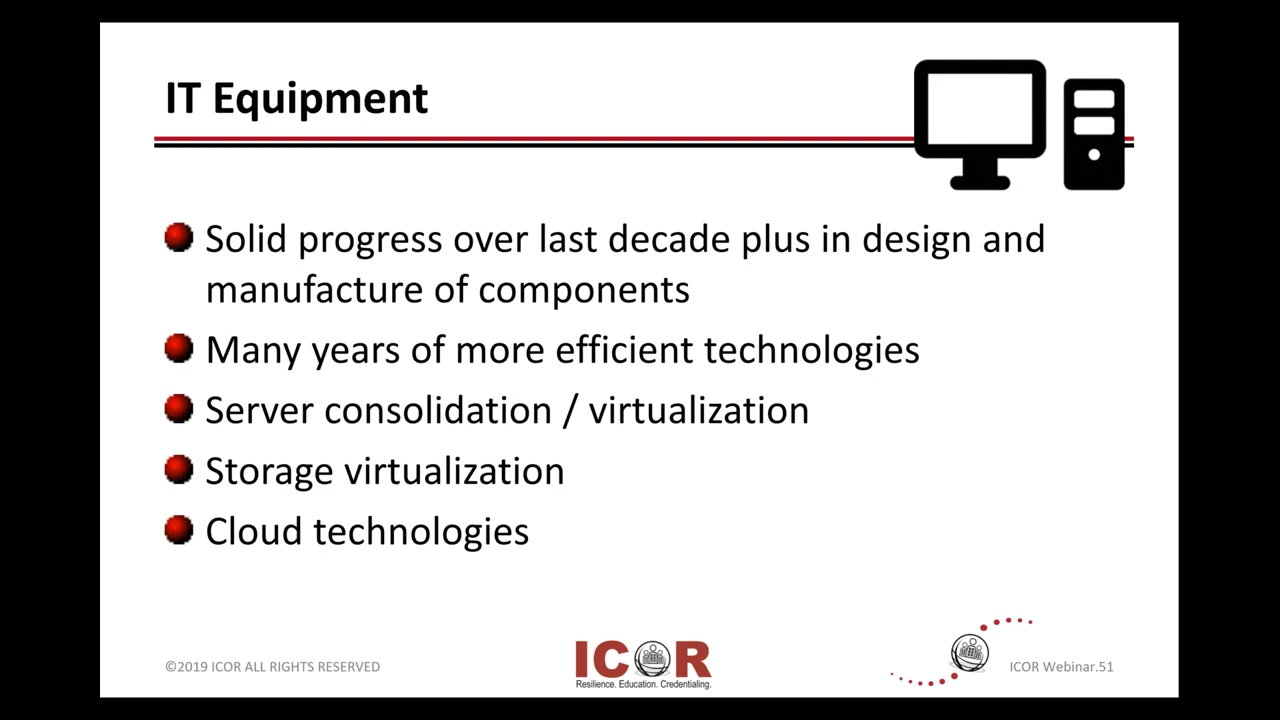 IT Equipment
Solid progress over last decade plus in design and
manufacture of components
Many years of more efficient technologies
Server consolidation / virtualization
Storage virtualization
Cloud technologies
©2019 ICOR ALL RIGHTS RESERVED
ICOR
Resilience. Education. Credentialing.
ICOR Webinar.51